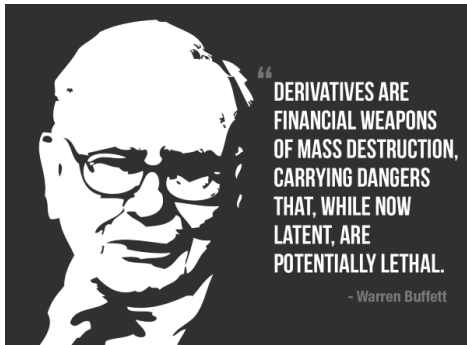 “
DERIVATIVES ARE
FINANCIAL WEAPONS
OF MASS DESTRUCTION,
CARRYING DANGERS
THAT, WHILE NOW
LATENT, ARE
POTENTIALLY LETHAL.
- Warren Buffett